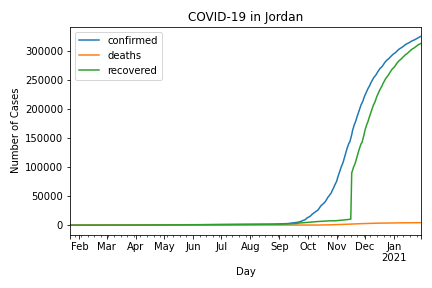 COVID-19 in Jordan
confirmed
deaths
recovered
Number of Cases
300000
250000
200000
150000
100000
50000
0
Feb Mar Apr May Jun Jul Aug Sep Oct Nov Dec Jan
2021
Day